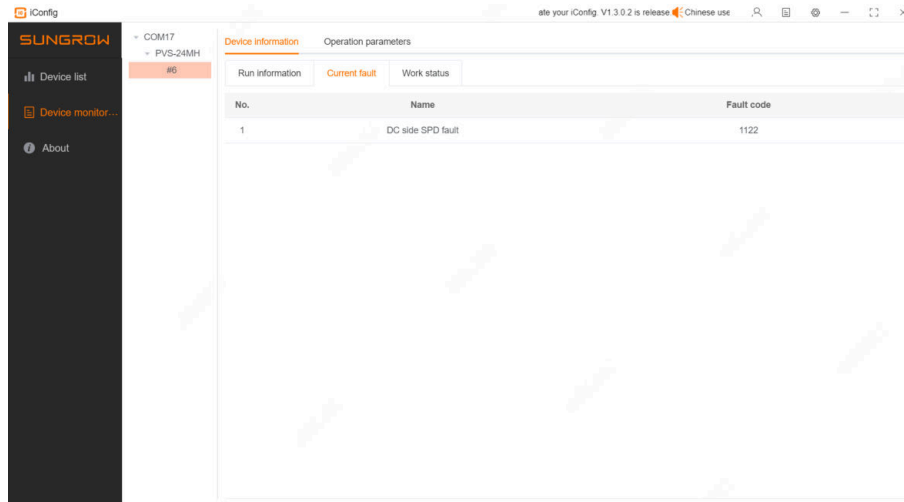 iConfig
ate your iConfig. V1.3.0.2 is release
Chinese use
SUNGROW
Device list
Device monitor...
About
COM17
PVS-24MH
#6
Device information
Operation parameters
Run information
Current fault
Work status
No.
Name
Fault code
1
DC side SPD fault
1122